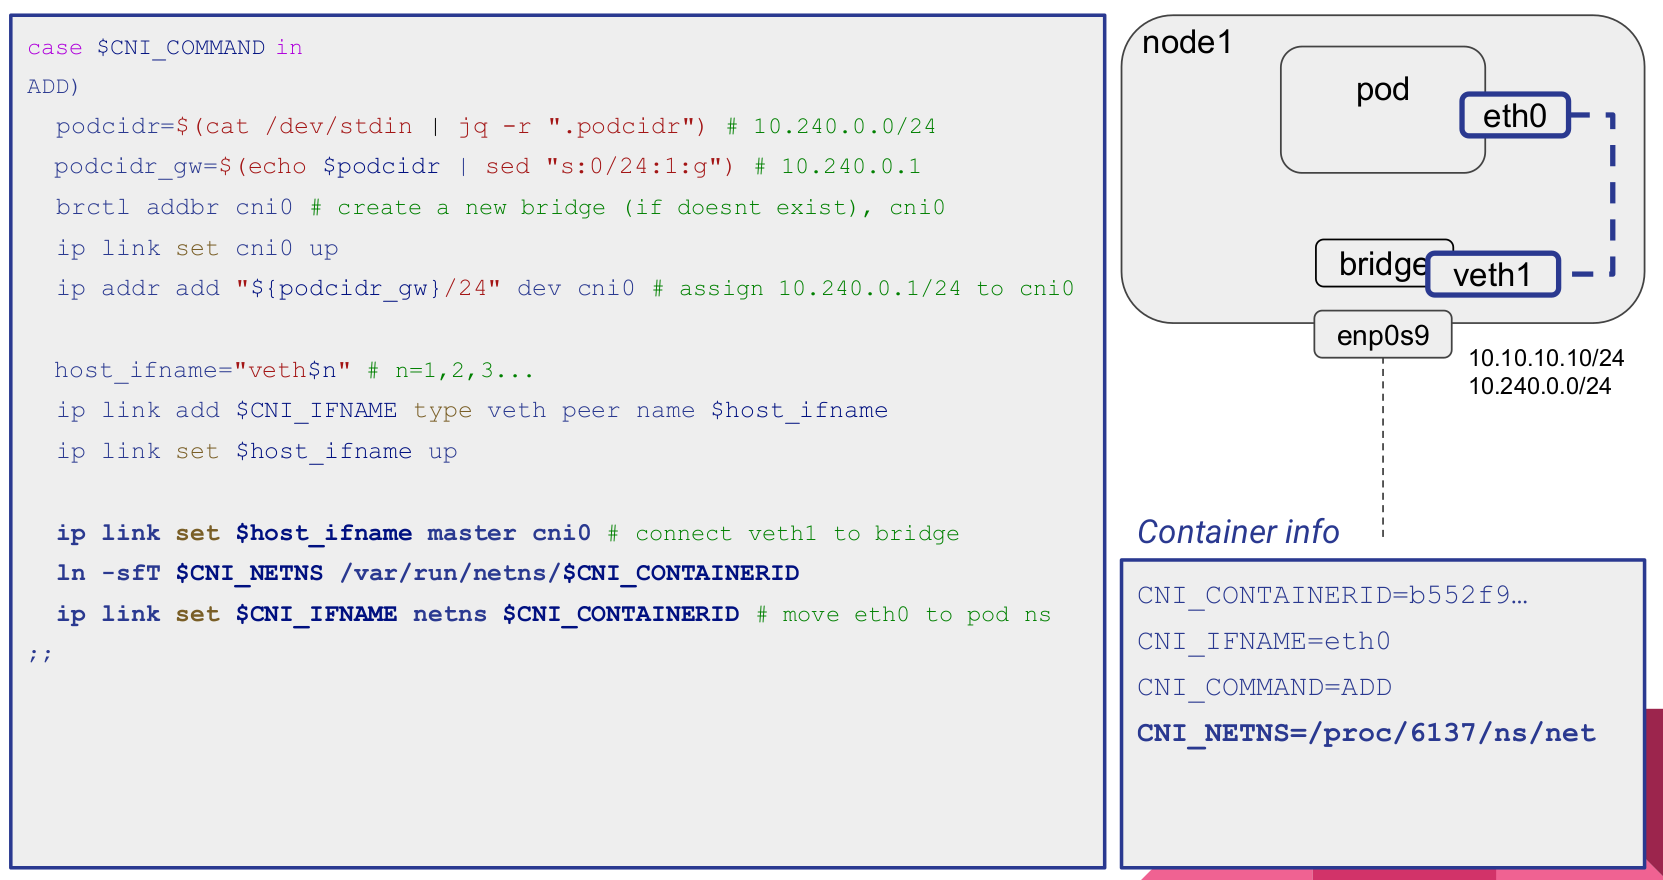 case $CNI_COMMAND in
ADD)
podcidr=$(cat /dev/stdin | jq -r ".podcidr") # 10.240.0.0/24
podcidr_gw=$(echo $podcidr | sed "s:0/24:1:g") # 10.240.0.1
brctl addbr cni0 # create a new bridge (if doesnt exist), cni0
ip link set cni0 up
ip addr add "${podcidr_gw}/24" dev cni0 # assign 10.240.0.1/24 to cni0
host_ifname="veth$n" # n=1,2,3...
ip link add $CNI_IFNAME type veth peer name $host_ifname
ip link set $host_ifname up
ip link set $host_ifname master cni0 # connect veth1 to bridge
ln -sfT $CNI_NETNS /var/run/netns/$CNI_CONTAINERID
ip link set $CNI_IFNAME netns $CNI_CONTAINERID # move eth0 to pod ns
;;
node1
pod
eth0
bridge
veth1
enp0s9
10.10.10.10/24
10.240.0.0/24
Container info
CNI_CONTAINERID=b552f9…
CNI_IFNAME=eth0
CNI_COMMAND=ADD
CNI_NETNS=/proc/6137/ns/net